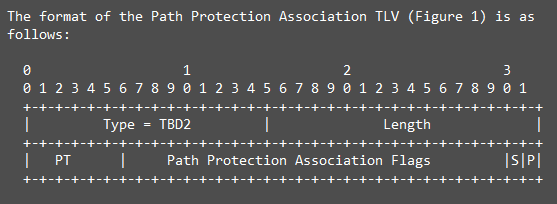 The format of the Path Protection Association TLV (Figure 1) is as
follows:
0                   1                   2                   3
0 1 2 3 4 5 6 7 8 9 0 1 2 3 4 5 6 7 8 9 0 1 2 3 4 5 6 7 8 9 0 1
+-+-+-+-+-+-+-+-+-+-+-+-+-+-+-+-+-+-+-+-+-+-+-+-+-+-+-+-+-+-+-+-+
|         Type = TBD2         |              Length             |
+-+-+-+-+-+-+-+-+-+-+-+-+-+-+-+-+-+-+-+-+-+-+-+-+-+-+-+-+-+-+-+-+
|   PT      |     Path Protection Association Flags         |S|P|
+-+-+-+-+-+-+-+-+-+-+-+-+-+-+-+-+-+-+-+-+-+-+-+-+-+-+-+-+-+-+-+-+